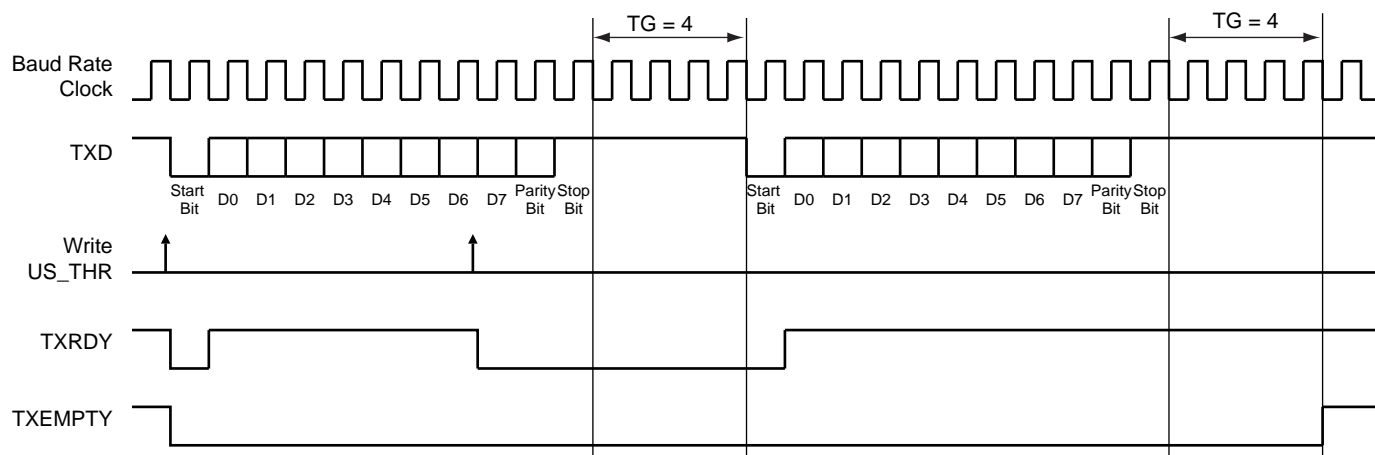 TG = 4
TG = 4
Baud Rate
Clock
TXD
Start
Bit
D0
D1
D2
D3
D4
D5
D6
D7
Parity
Bit
Stop
Bit
Start
Bit
D0
D1
D2
D3
D4
D5
D6
D7
Parity
Bit
Stop
Bit
Write
US_THR
TXRDY
TXEMPTY